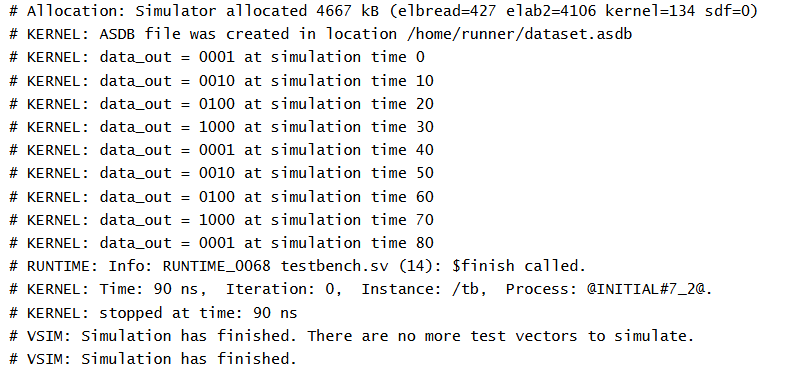 # Allocation: Simulator allocated 4667 kB (elbread=427 elab2=4106 kernel=134 sdf=0)
# KERNEL: ASDB file was created in location /home/runner/dataset.asdb
# KERNEL: data_out = 0001 at simulation time 0
# KERNEL: data_out = 0010 at simulation time 10
# KERNEL: data_out = 0100 at simulation time 20
# KERNEL: data_out = 1000 at simulation time 30
# KERNEL: data_out = 0001 at simulation time 40
# KERNEL: data_out = 0010 at simulation time 50
# KERNEL: data_out = 0100 at simulation time 60
# KERNEL: data_out = 1000 at simulation time 70
# KERNEL: data_out = 0001 at simulation time 80
# RUNTIME: Info: RUNTIME_0068 testbench.sv (14): $finish called.
# KERNEL: Time: 90 ns,  Iteration: 0,  Instance: /tb,  Process: @INITIAL#7_2@.
# KERNEL: stopped at time: 90 ns
# VSIM: Simulation has finished. There are no more test vectors to simulate.
# VSIM: Simulation has finished.